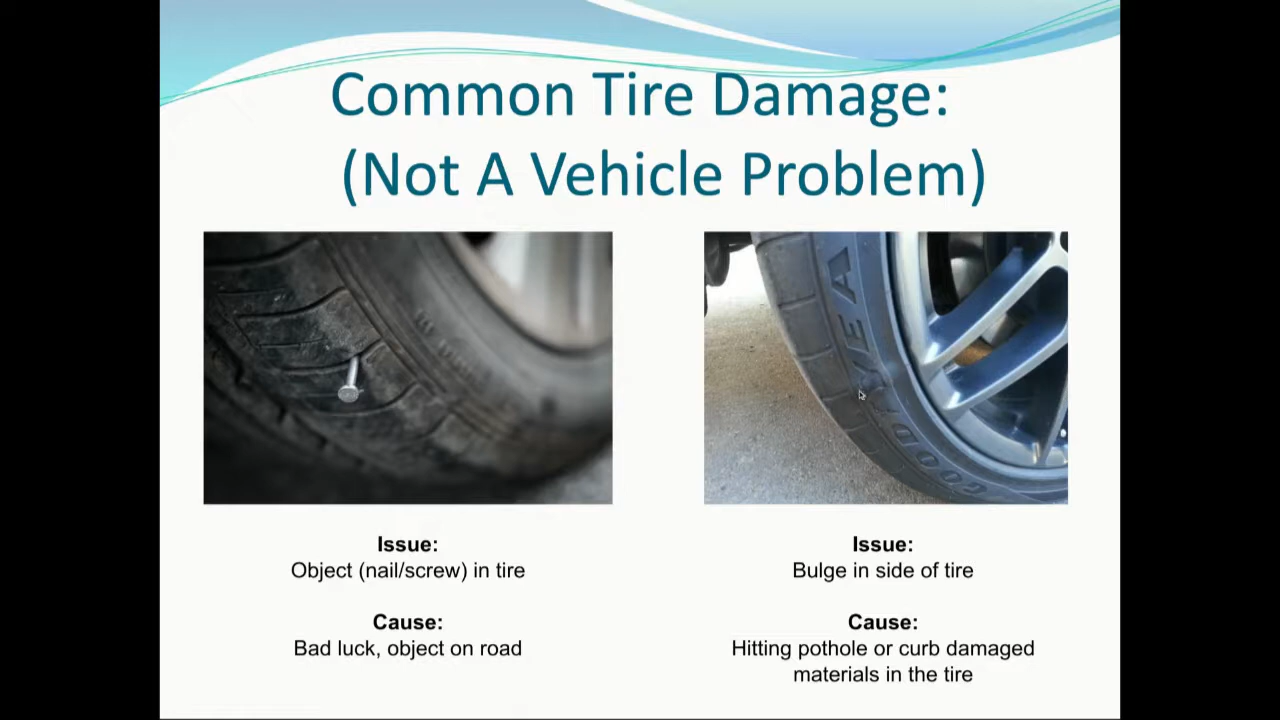 Common Tire Damage:
(Not A Vehicle Problem)
GOODYEA
Issue:
Object (nail/screw) in tire
Cause:
Bad luck, object on road
Issue:
Bulge in side of tire
Cause:
Hitting pothole or curb damaged
materials in the tire